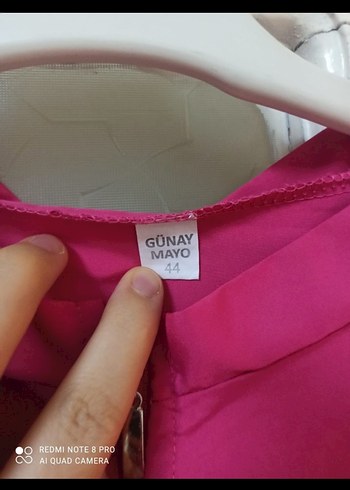 GÜNAY
MAYO
44
REDMI NOTE 8 PRO
AI QUAD CAMERA